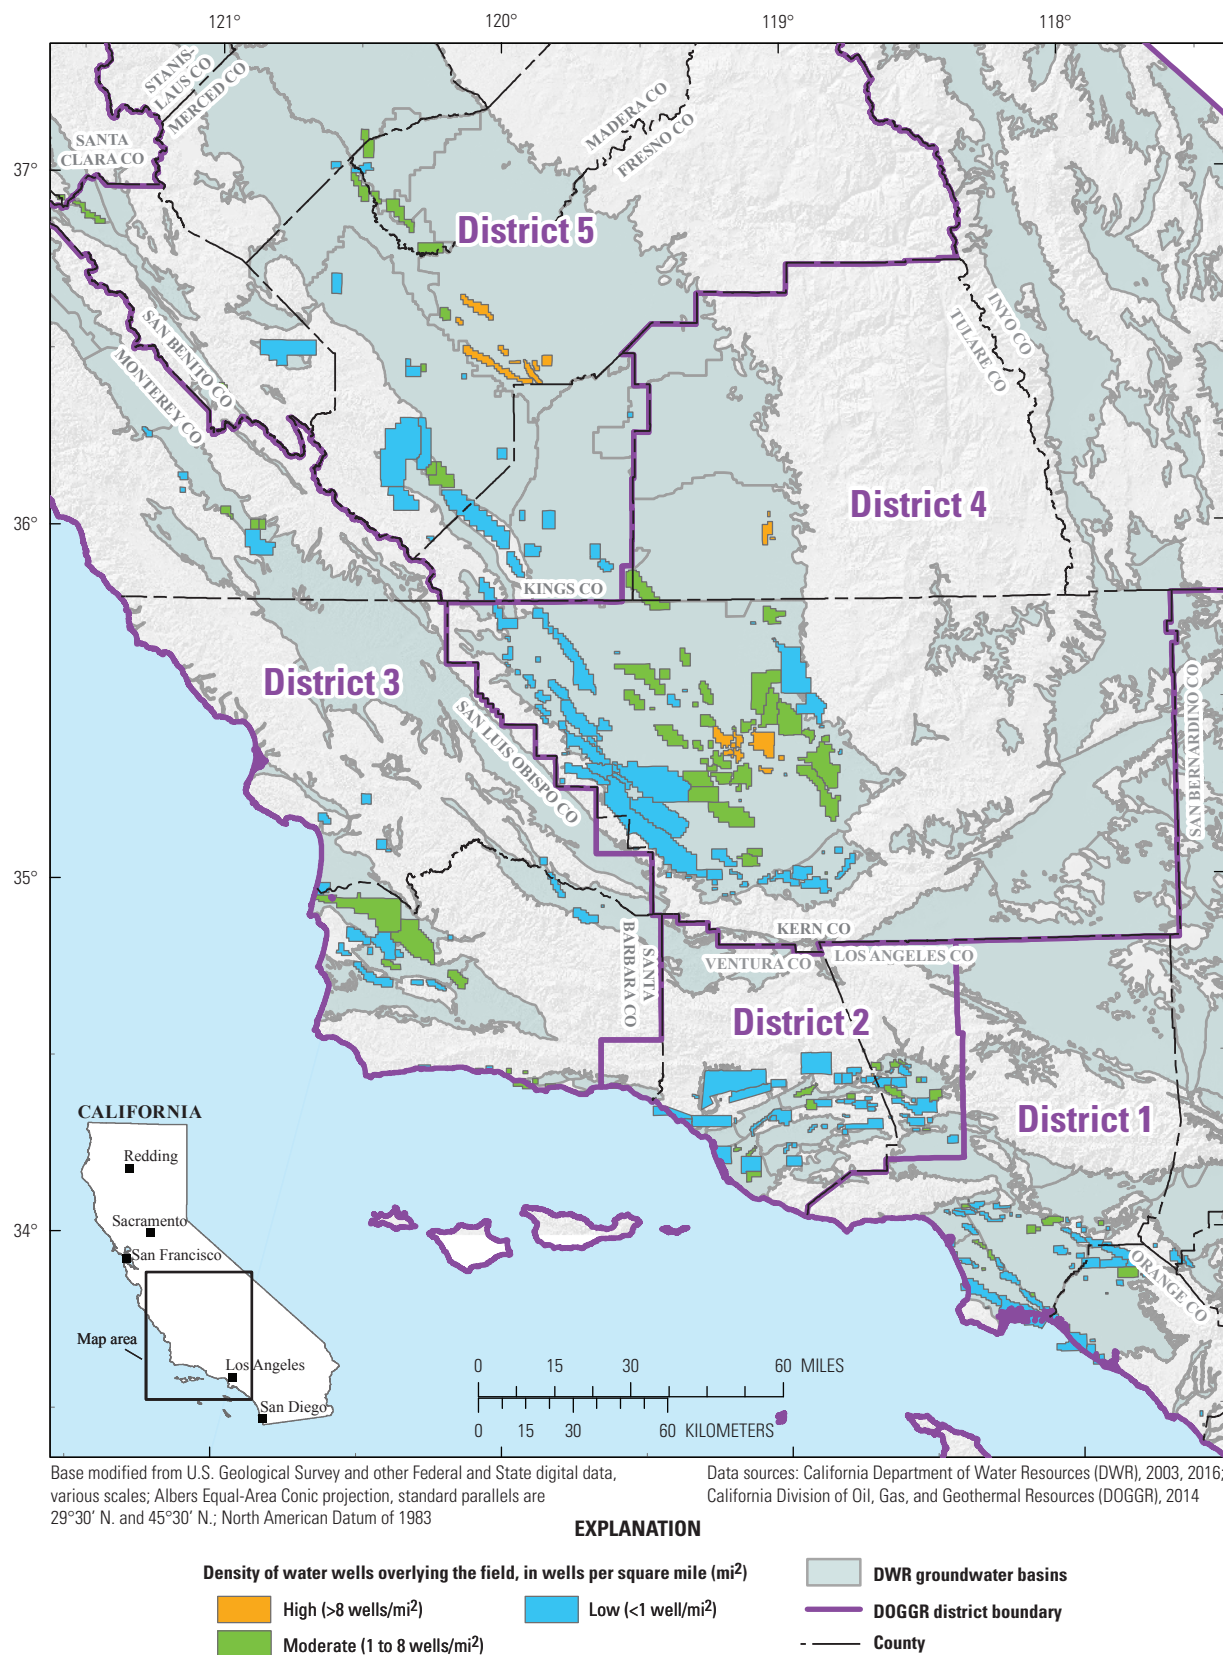 121°
120°
119°
118°
STANIS-
LAUS CO
MERCED CO
MADERA CO
FRESNO CO
SANTA
CLARA CO
37°
District 5
SAN BENITO CO
MONTEREY CO
INYO CO
TULARE CO
District 4
36°
KINGS CO
District 3
SAN LUIS OBISPO CO
SAN BERNARDINO CO
35°
KERN CO
SANTA
BARBARA CO
VENTURA CO
LOS ANGELES CO
District 2
District 1
CALIFORNIA
Redding
Sacramento
San Francisco
Map area
Los Angeles
San Diego
34°
ORANGE CO
0 15 30 60 MILES
0 15 30 60 KILOMETERS
Base modified from U.S. Geological Survey and other Federal and State digital data,
various scales; Albers Equal-Area Conic projection, standard parallels are
29°30′ N. and 45°30′ N.; North American Datum of 1983
Data sources: California Department of Water Resources (DWR), 2003, 2016;
California Division of Oil, Gas, and Geothermal Resources (DOGGR), 2014
EXPLANATION
Density of water wells overlying the field, in wells per square mile (mi²)
High (>8 wells/mi²)
Low (<1 well/mi²)
Moderate (1 to 8 wells/mi²)
DWR groundwater basins
DOGGR district boundary
County